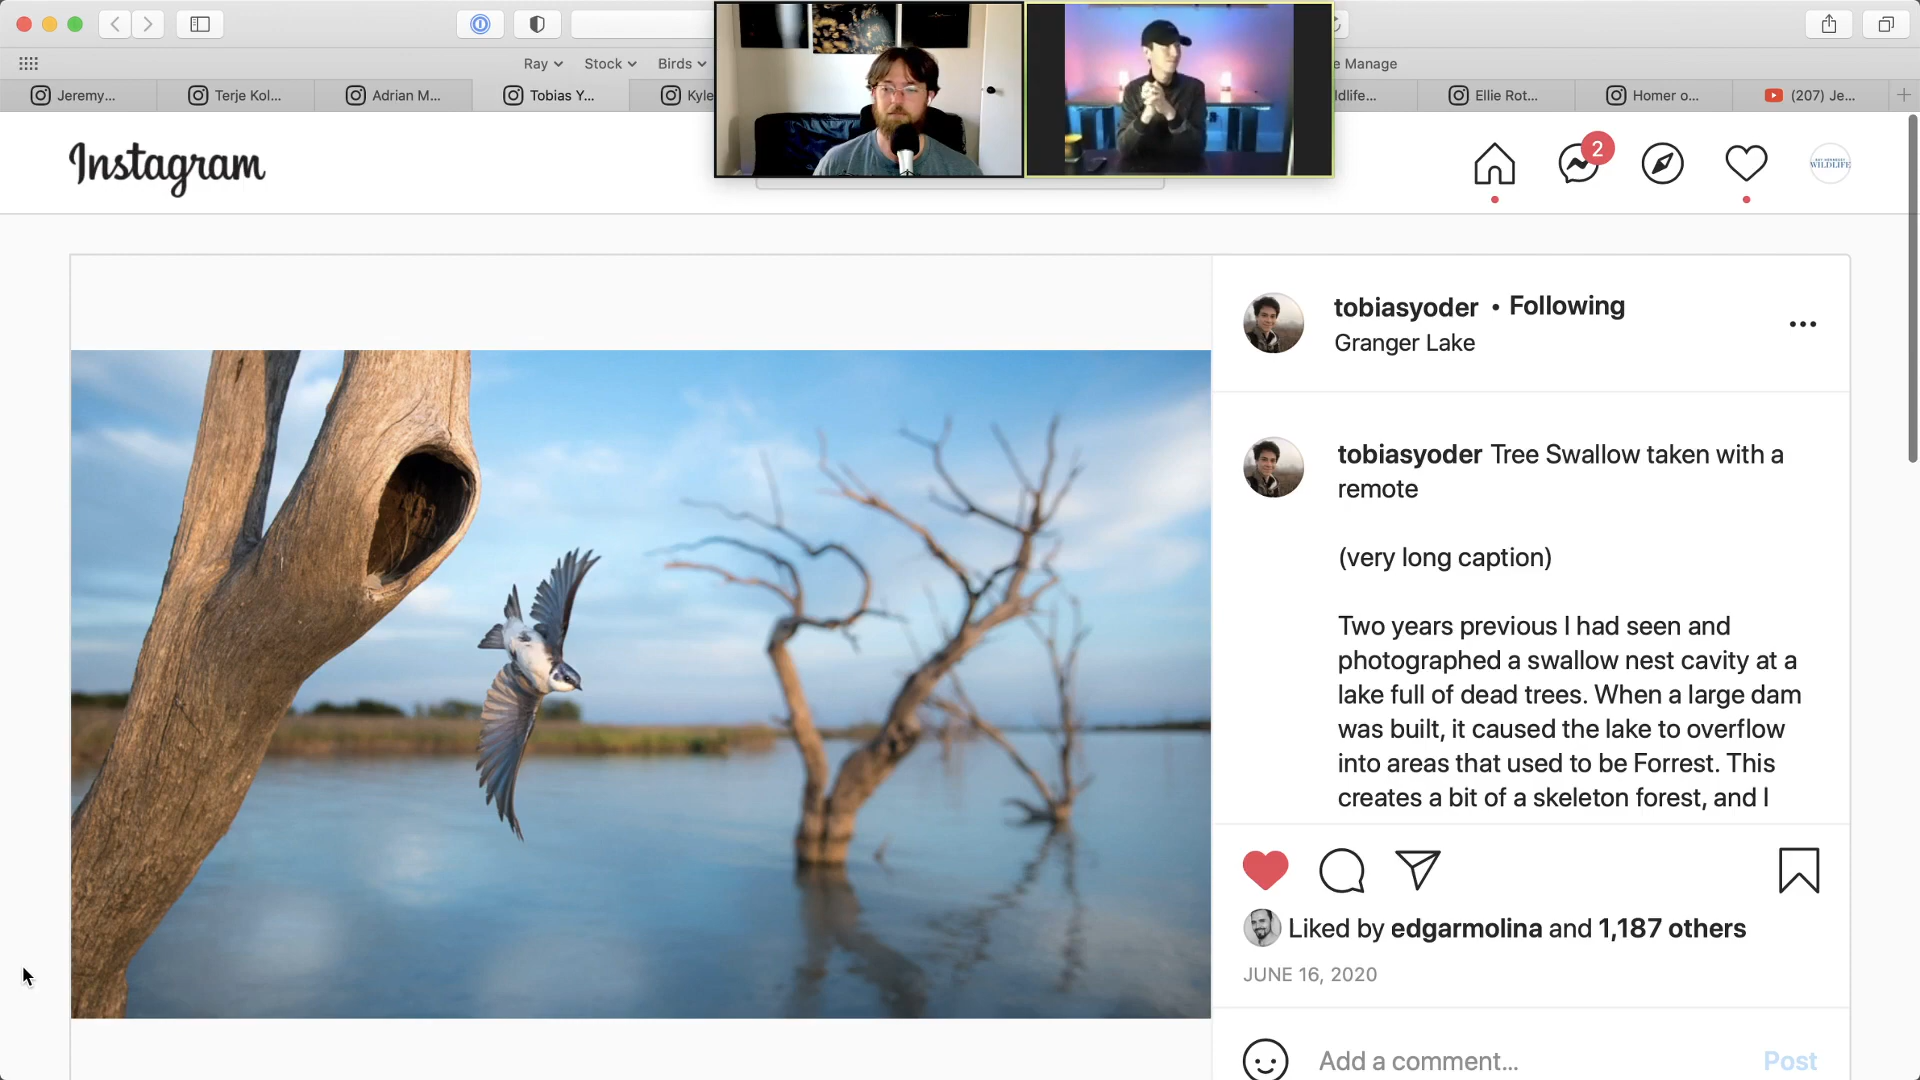 Ray
Stock
Birds
e Manage
Jeremy...
Terje Kol...
Adrian M...
Tobias Y...
Kyle
ldlife...
Ellie Rot...
Homer o...
(207) Je...
Instagram
2
WILDLIFE
tobiasyoder • Following
Granger Lake
tobiasyoder Tree Swallow taken with a
remote
(very long caption)
Two years previous I had seen and
photographed a swallow nest cavity at a
lake full of dead trees. When a large dam
was built, it caused the lake to overflow
into areas that used to be Forrest. This
creates a bit of a skeleton forest, and I
Liked by edgarmolina and 1,187 others
JUNE 16, 2020
Add a comment...
Post